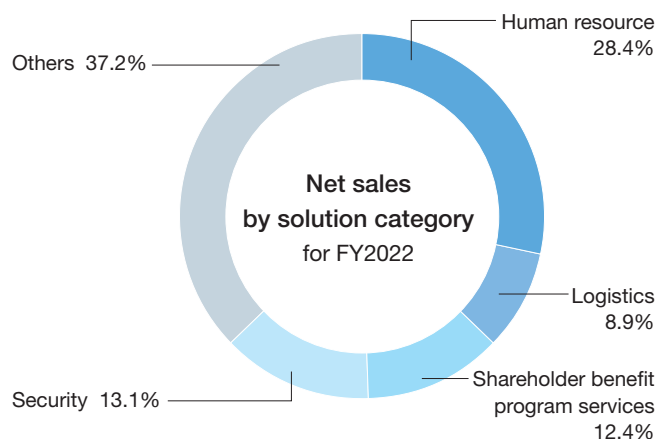 Human resource
28.4%
Others 37.2%
Net sales
by solution category
for FY2022
Logistics
8.9%
Shareholder benefit
program services
12.4%
Security 13.1%